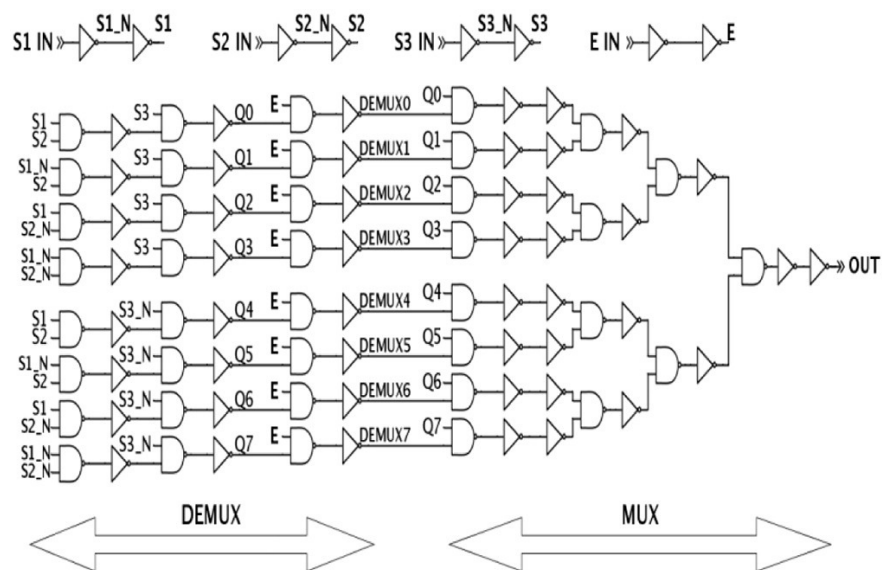 S1 IN S1_N S1 S2 IN S2_N S2 S3 IN S3_N S3 E IN E
S1 S2 S3 Q0 E DEMUX0 Q0
S1_N S2 S3 Q1 E DEMUX1 Q1
S1 S2_N S3 Q2 E DEMUX2 Q2
S1_N S2_N S3 Q3 E DEMUX3 Q3
OUT
S1 S2 S3_N Q4 E DEMUX4 Q4
S1_N S2 S3_N Q5 E DEMUX5 Q5
S1 S2_N S3_N Q6 E DEMUX6 Q6
S1_N S2_N S3_N Q7 E DEMUX7 Q7
DEMUX MUX